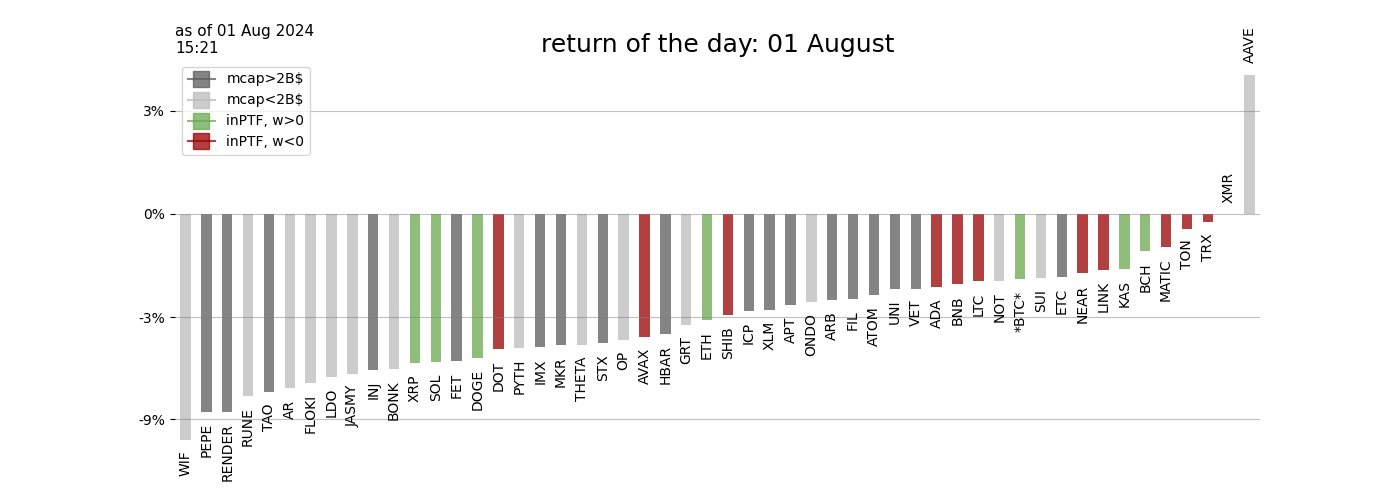 as of 01 Aug 2024
15:21
return of the day: 01 August
mcap>2B$
mcap<2B$
inPTF, w>0
inPTF, w<0
3%
0%
-3%
-9%
WIF
PEPE
RENDER
RUNE
TAO
AR
FLOKI
LDO
JASMY
INJ
BONK
XRP
SOL
FET
DOGE
DOT
PYTH
IMX
MKR
THETA
STX
OP
AVAX
HBAR
GRT
ETH
SHIB
ICP
XLM
APT
ONDO
ARB
FIL
ATOM
UNI
VET
ADA
BNB
LTC
NOT
*BTC*
SUI
ETC
NEAR
LINK
KAS
BCH
MATIC
TON
TRX
XMR
AAVE